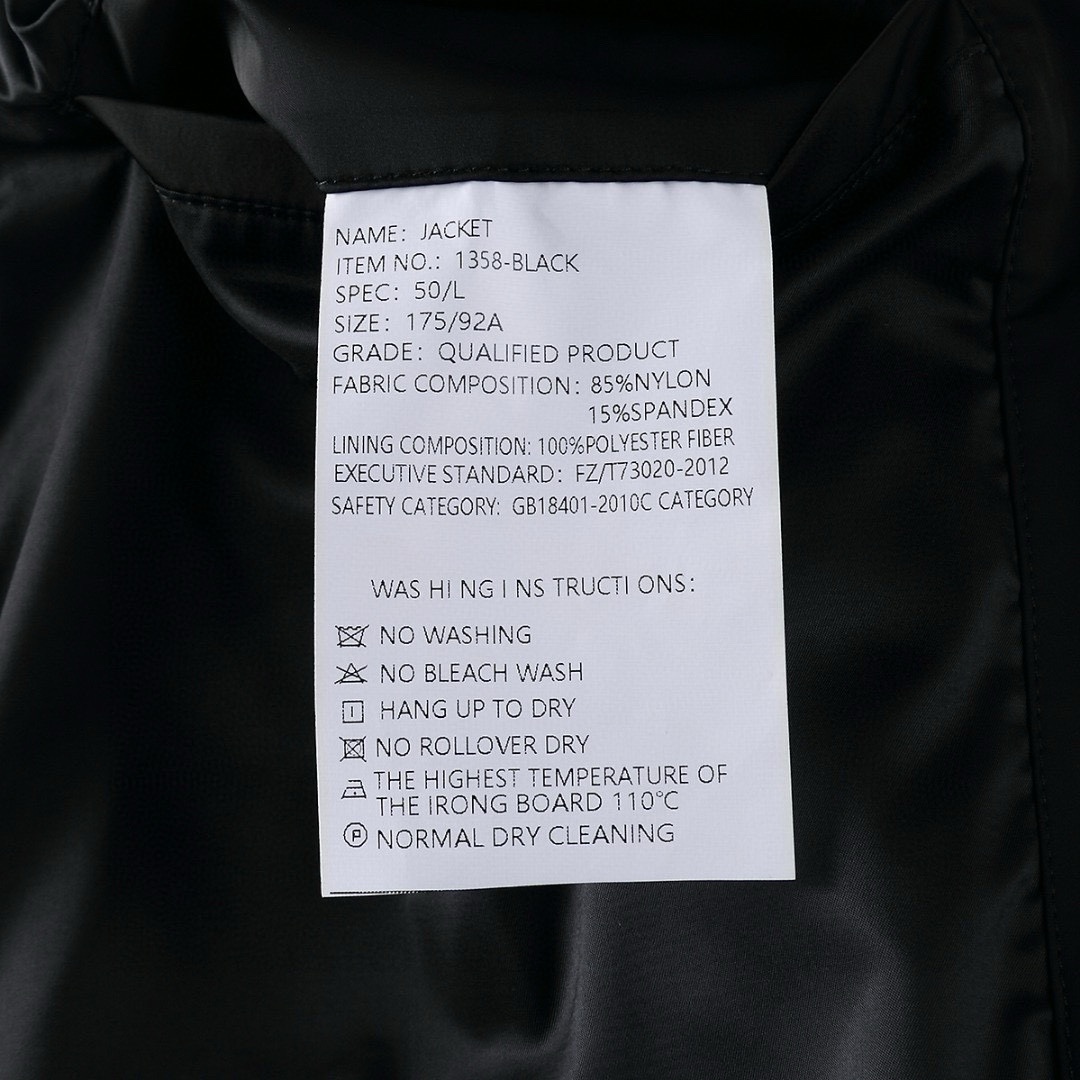 NAME: JACKET
ITEM NO.: 1358-BLACK
SPEC: 50/L
SIZE: 175/92A
GRADE: QUALIFIED PRODUCT
FABRIC COMPOSITION: 85%NYLON
15%SPANDEX
LINING COMPOSITION: 100%POLYESTER FIBER
EXECUTIVE STANDARD: FZ/T73020-2012
SAFETY CATEGORY: GB18401-2010C CATEGORY
WAS HI NG I NS TRUCTI ONS:
NO WASHING
NO BLEACH WASH
HANG UP TO DRY
NO ROLLOVER DRY
THE HIGHEST TEMPERATURE OF
THE IRONG BOARD 110°C
P NORMAL DRY CLEANING